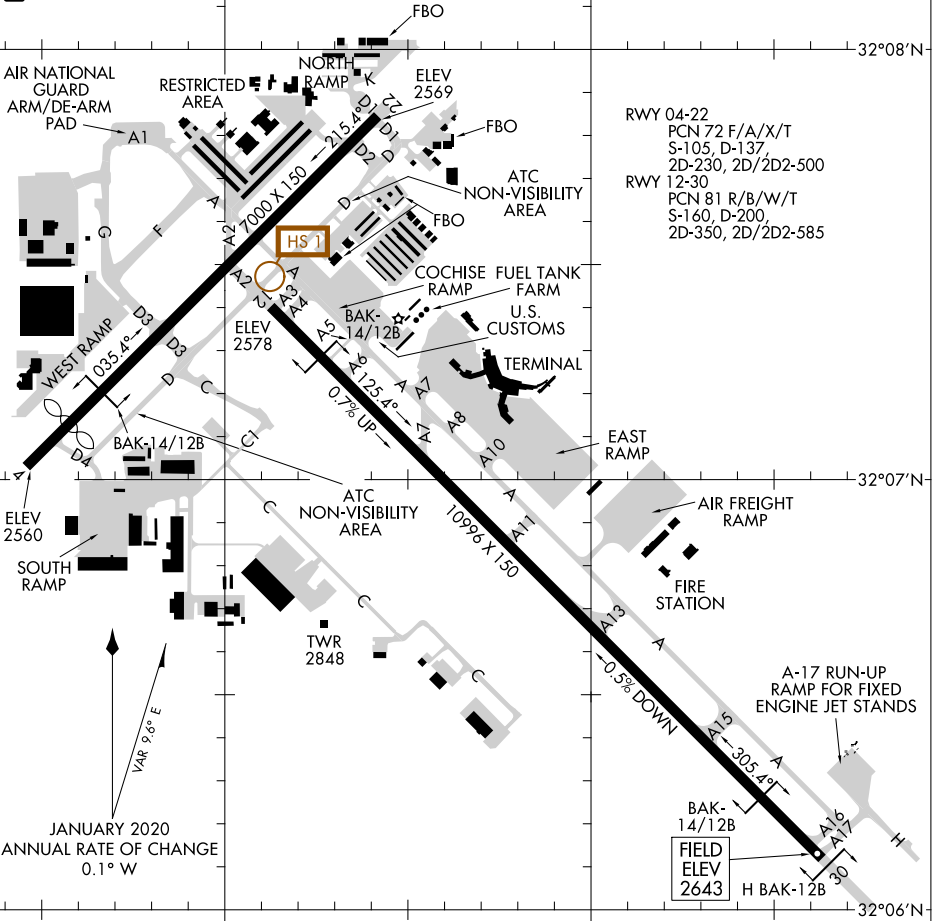 FBO
32°08'N
AIR NATIONAL
GUARD
ARM/DE-ARM
PAD
RESTRICTED
AREA
NORTH
RAMP
K
ELEV
2569
22
D1
D1
D2
D
FBO
A1
215.4°
7000 X 150
RWY 04-22
PCN 72 F/A/X/T
S-105, D-137,
2D-230, 2D/2D2-500
RWY 12-30
PCN 81 R/B/W/T
S-160, D-200,
2D-350, 2D/2D2-585
ATC
NON-VISIBILITY
AREA
FBO
D
A
G
F
A2
HS 1
A2
12
A
A3
A4
COCHISE
RAMP
FUEL TANK
FARM
U.S.
CUSTOMS
TERMINAL
ELEV
2578
BAK-
14/12B
A5
A6
A
A7
A7
A8
A10
125.4°
0.7% UP
D3
D3
WEST RAMP
035.4°
D
C
C1
BAK-14/12B
D4
4
ELEV
2560
SOUTH
RAMP
ATC
NON-VISIBILITY
AREA
C
C
C
EAST
RAMP
A
A11
10996 X 150
32°07'N
AIR FREIGHT
RAMP
FIRE
STATION
TWR
2848
A13
A
0.5% DOWN
A-17 RUN-UP
RAMP FOR FIXED
ENGINE JET STANDS
A15
A
305.4°
BAK-
14/12B
A16
A17
H
30
FIELD
ELEV
2643
H BAK-12B
VAR 9.6° E
JANUARY 2020
ANNUAL RATE OF CHANGE
0.1° W
32°06'N